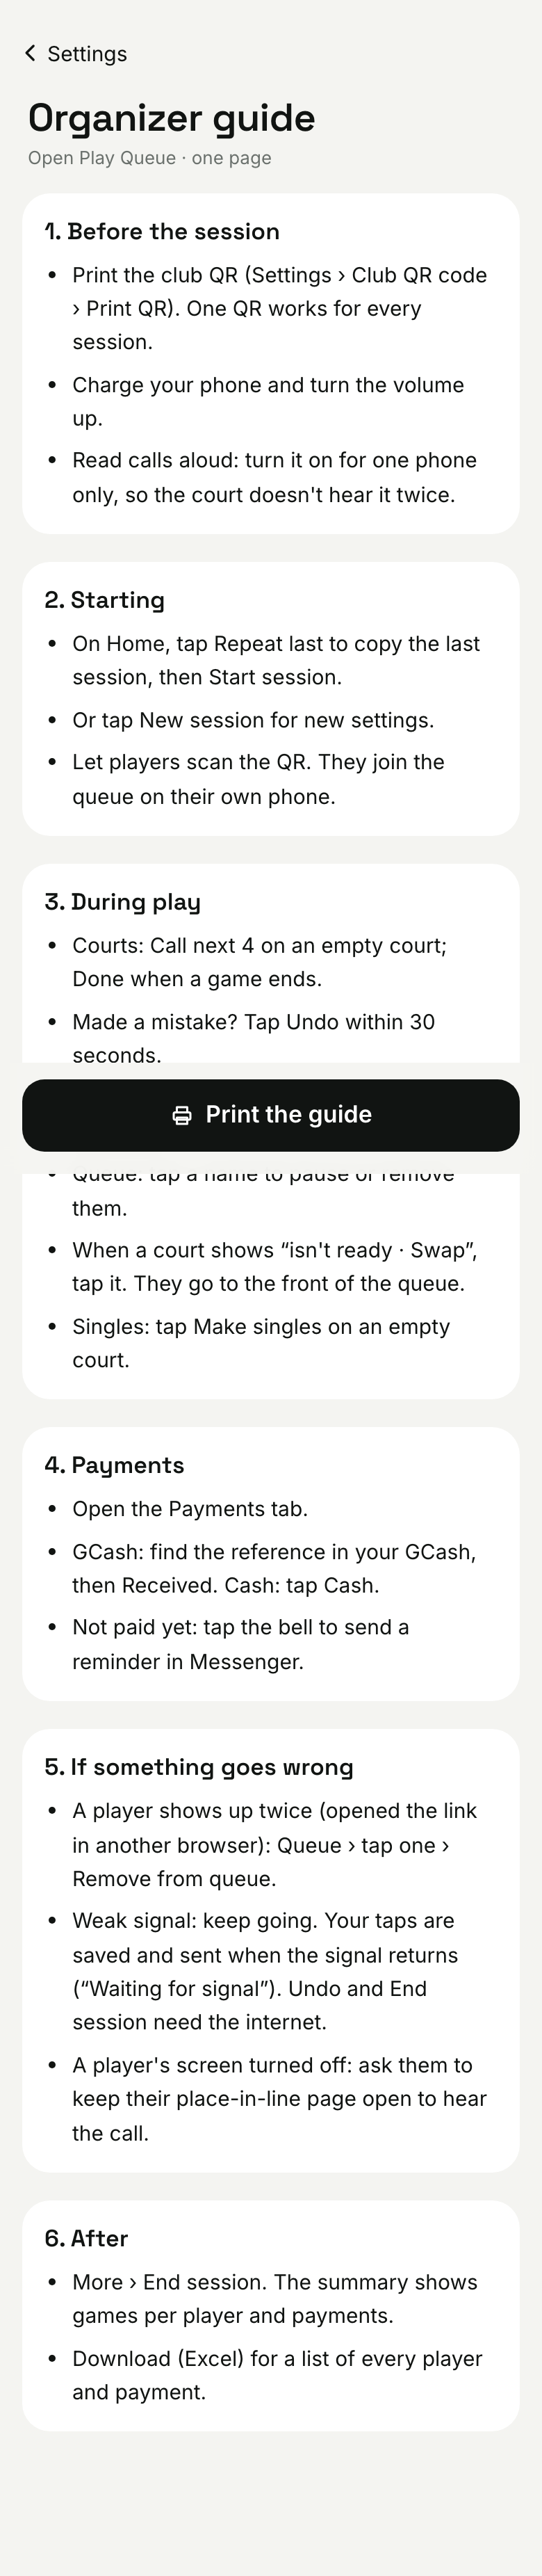 Settings
Organizer guide
Open Play Queue · one page
1. Before the session
• Print the club QR (Settings › Club QR code
› Print QR). One QR works for every
session.
• Charge your phone and turn the volume
up.
• Read calls aloud: turn it on for one phone
only, so the court doesn't hear it twice.
2. Starting
• On Home, tap Repeat last to copy the last
session, then Start session.
• Or tap New session for new settings.
• Let players scan the QR. They join the
queue on their own phone.
3. During play
• Courts: Call next 4 on an empty court;
Done when a game ends.
• Made a mistake? Tap Undo within 30
seconds.
Print the guide
Queue: tap a name to pause or remove
them.
• When a court shows “isn't ready · Swap”,
tap it. They go to the front of the queue.
• Singles: tap Make singles on an empty
court.
4. Payments
• Open the Payments tab.
• GCash: find the reference in your GCash,
then Received. Cash: tap Cash.
• Not paid yet: tap the bell to send a
reminder in Messenger.
5. If something goes wrong
• A player shows up twice (opened the link
in another browser): Queue › tap one ›
Remove from queue.
• Weak signal: keep going. Your taps are
saved and sent when the signal returns
(“Waiting for signal”). Undo and End
session need the internet.
• A player's screen turned off: ask them to
keep their place-in-line page open to hear
the call.
6. After
• More › End session. The summary shows
games per player and payments.
• Download (Excel) for a list of every player
and payment.